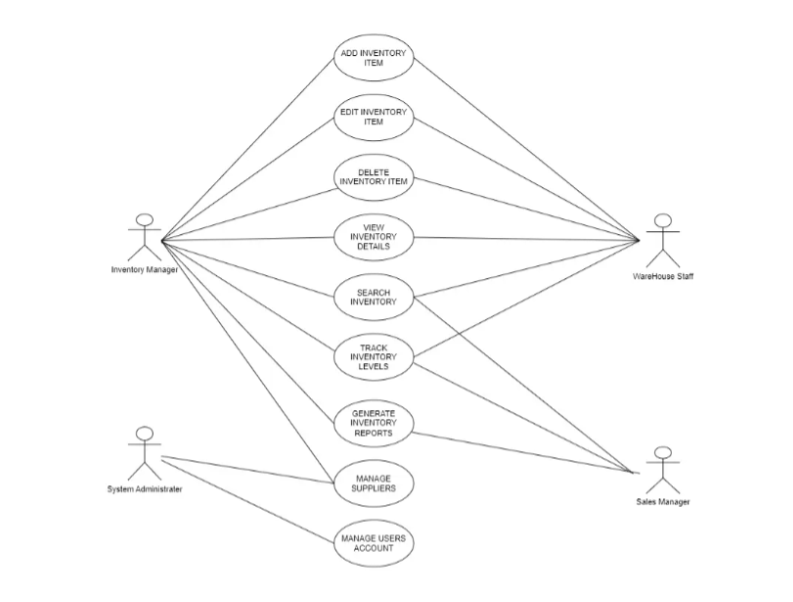 ADD INVENTORY
ITEM
EDIT INVENTORY
ITEM
DELETE
INVENTORY ITEM
VIEW
INVENTORY
DETAILS
Inventory Manager
WareHouse Staff
SEARCH
INVENTORY
TRACK
INVENTORY
LEVELS
GENERATE
INVENTORY
REPORTS
System Administrater
MANAGE
SUPPLIERS
Sales Manager
MANAGE USERS
ACCOUNT